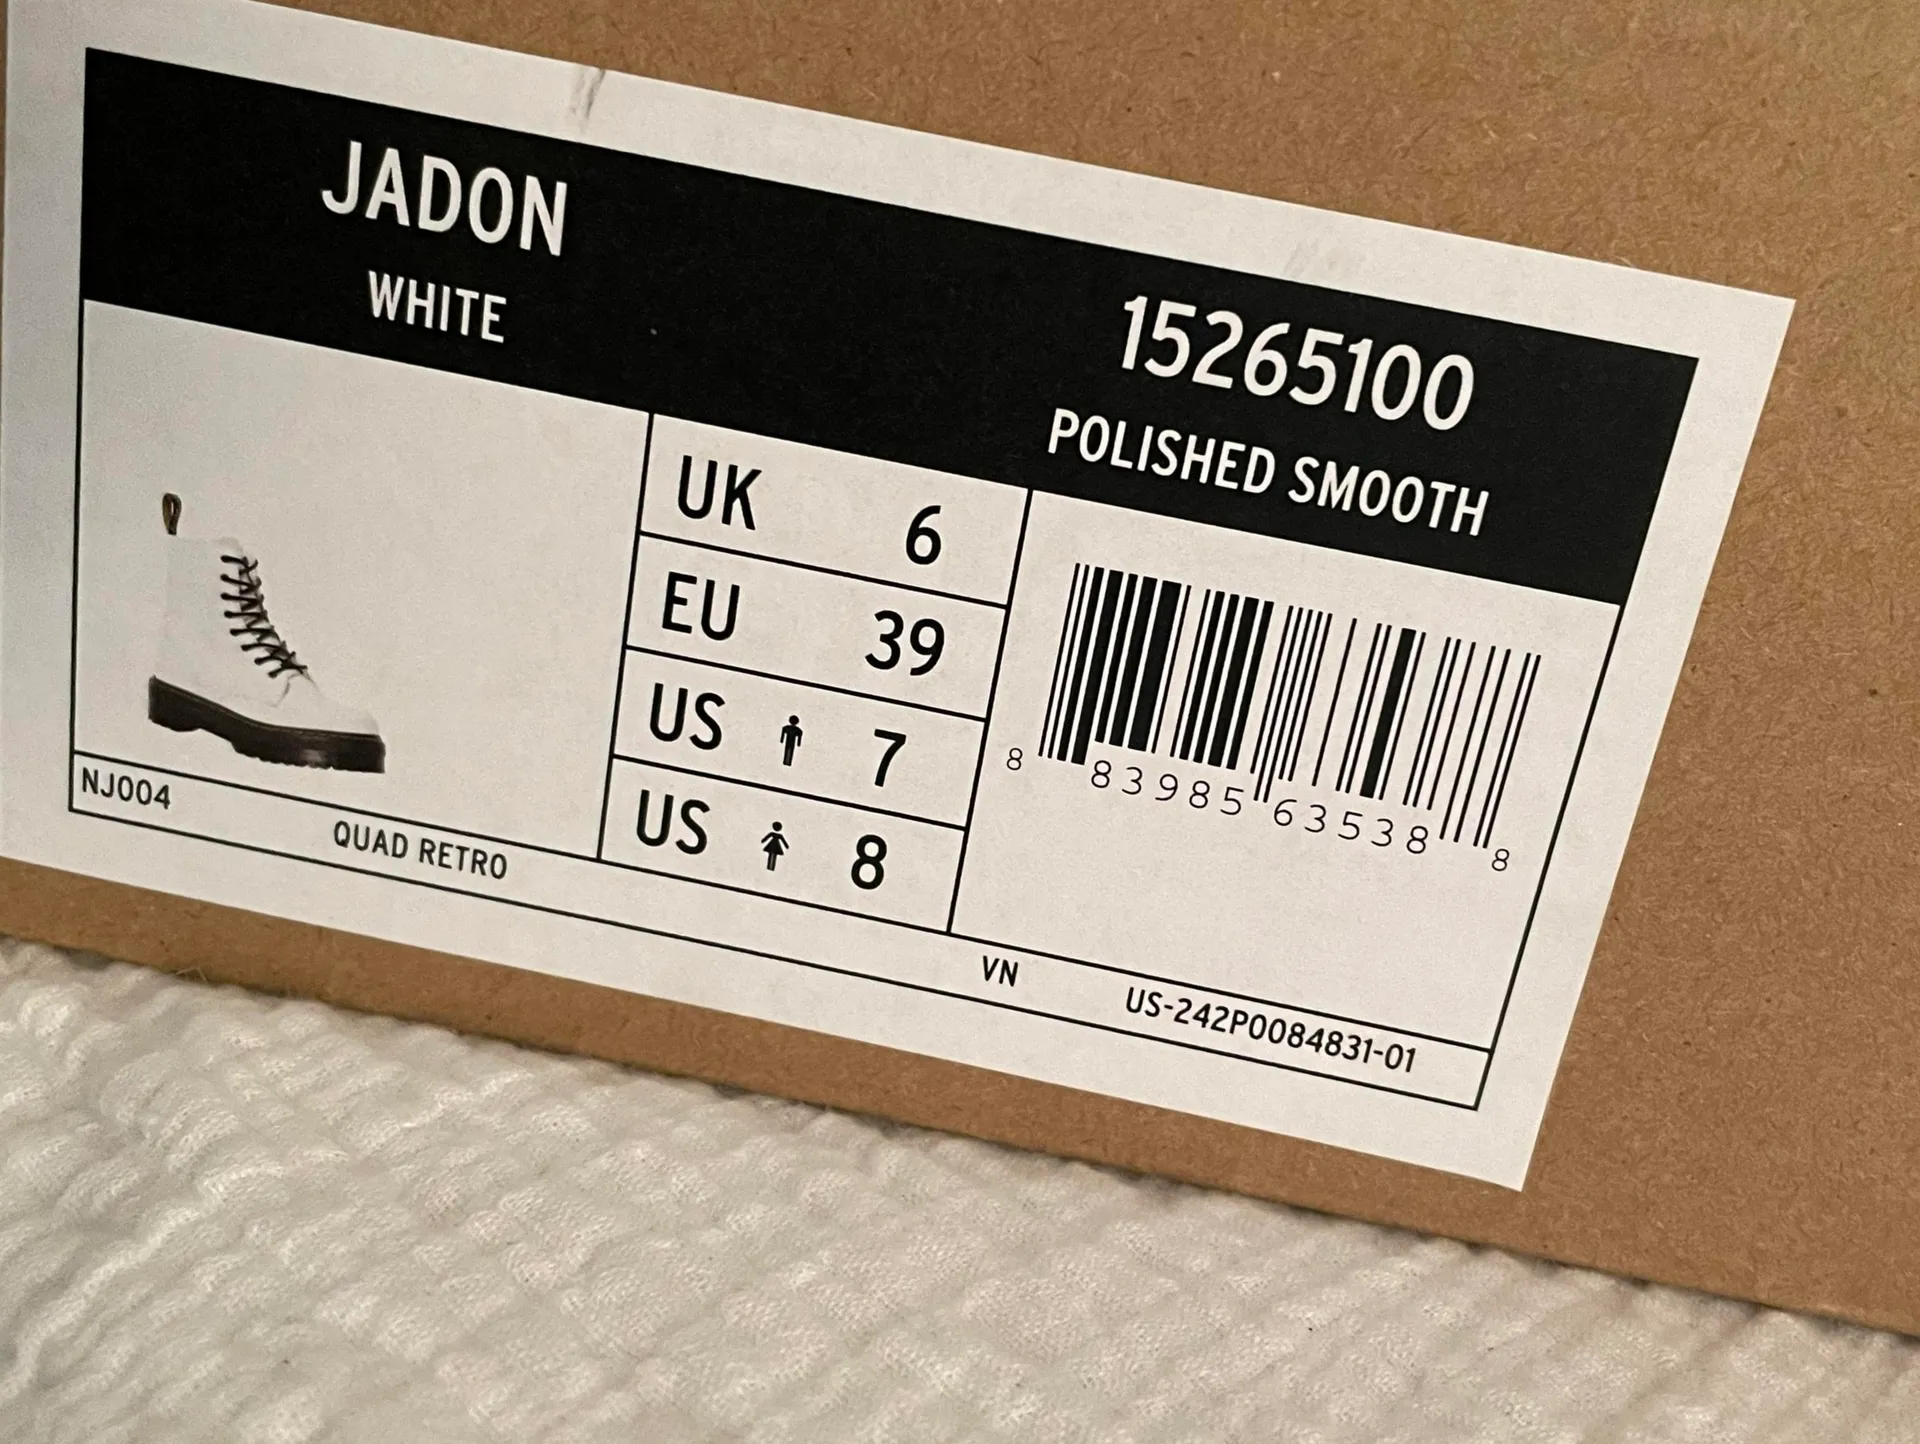 JADON
WHITE
15265100
POLISHED SMOOTH
UK 6
EU 39
US 7
US 8
8 83985 63538 8
NJ004
QUAD RETRO
VN
US-242P0084831-01